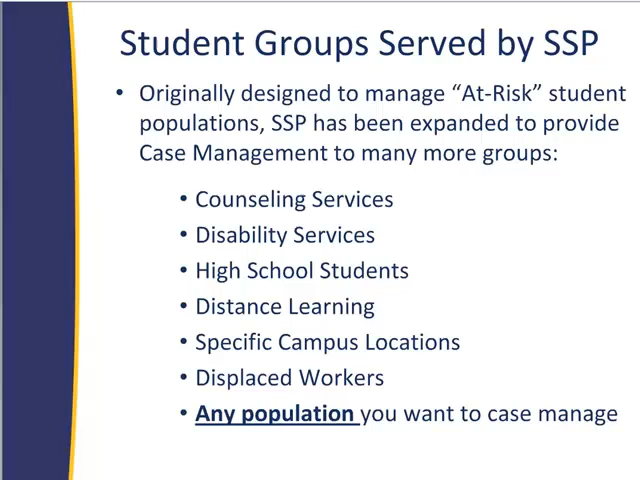 Student Groups Served by SSP
• Originally designed to manage “At-Risk” student
populations, SSP has been expanded to provide
Case Management to many more groups:
• Counseling Services
• Disability Services
• High School Students
• Distance Learning
• Specific Campus Locations
• Displaced Workers
• Any population you want to case manage